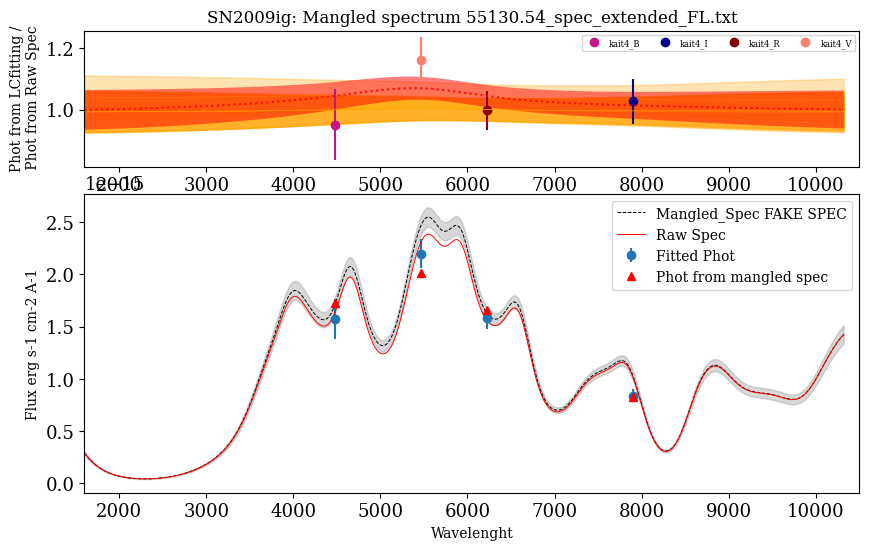 SN2009ig: Mangled spectrum 55130.54_spec_extended_FL.txt
Phot from LCfitting /
Phot from Raw Spec
1.2
1.0
kait4_B kait4_I kait4_R kait4_V
2000 3000 4000 5000 6000 7000 8000 9000 10000
1e−15
Flux erg s-1 cm-2 A-1
2.5
2.0
1.5
1.0
0.5
0.0
Mangled_Spec FAKE SPEC
Raw Spec
Fitted Phot
Phot from mangled spec
2000 3000 4000 5000 6000 7000 8000 9000 10000
Wavelenght